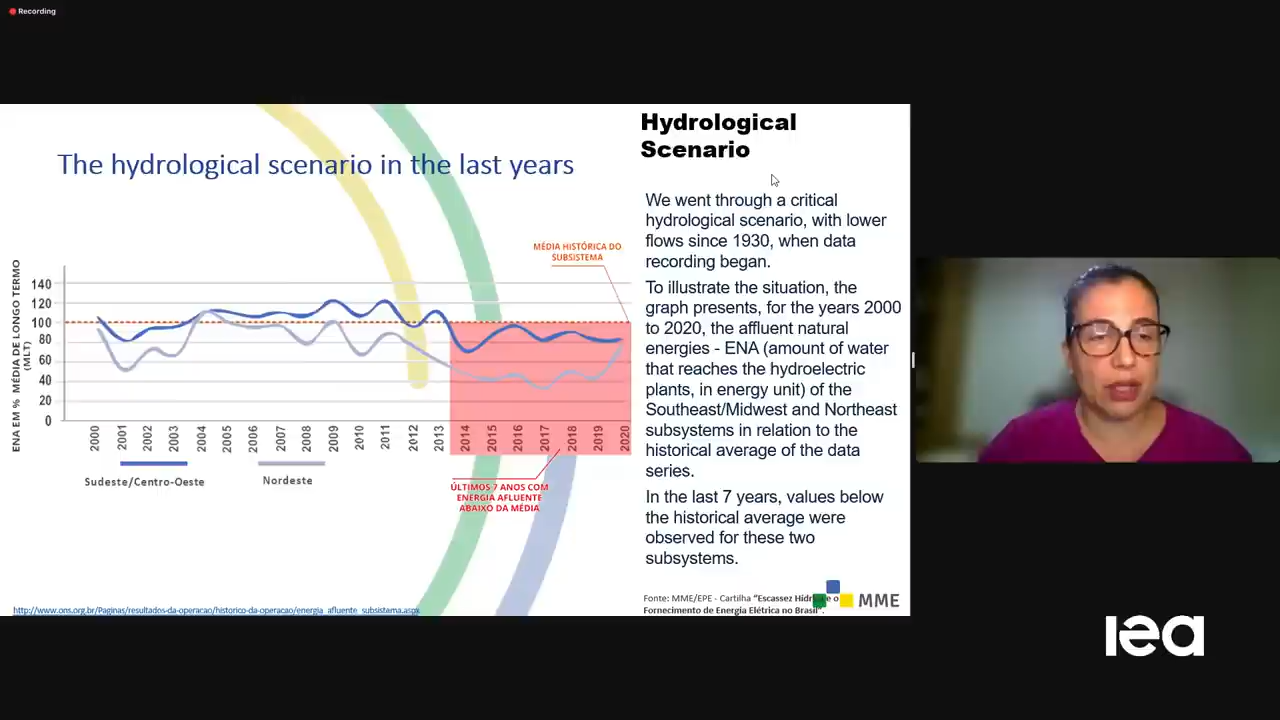 Recording
The hydrological scenario in the last years
MÉDIA HISTÓRICA DO
SUBSISTEMA
ENA EM % MÉDIA DE LONGO TERMO
(MLT)
140
120
100
80
60
40
20
0
2000
2001
2002
2003
2004
2005
2006
2007
2008
2009
2010
2011
2012
2013
2014
2015
2016
2017
2018
2019
2020
Sudeste/Centro-Oeste
Nordeste
ÚLTIMOS 7 ANOS COM
ENERGIA AFLUENTE
ABAIXO DA MÉDIA
http://www.ons.org.br/Paginas/resultados-da-operacao/historico-da-operacao/energia_afluente_subsistema.aspx
Hydrological
Scenario
We went through a critical
hydrological scenario, with lower
flows since 1930, when data
recording began.
To illustrate the situation, the
graph presents, for the years 2000
to 2020, the affluent natural
energies - ENA (amount of water
that reaches the hydroelectric
plants, in energy unit) of the
Southeast/Midwest and Northeast
subsystems in relation to the
historical average of the data
series.
In the last 7 years, values below
the historical average were
observed for these two
subsystems.
Fonte: MME/EPE - Cartilha "Escassez e o
Fornecimento de Energia Elétrica no Brasil".
MME
iea